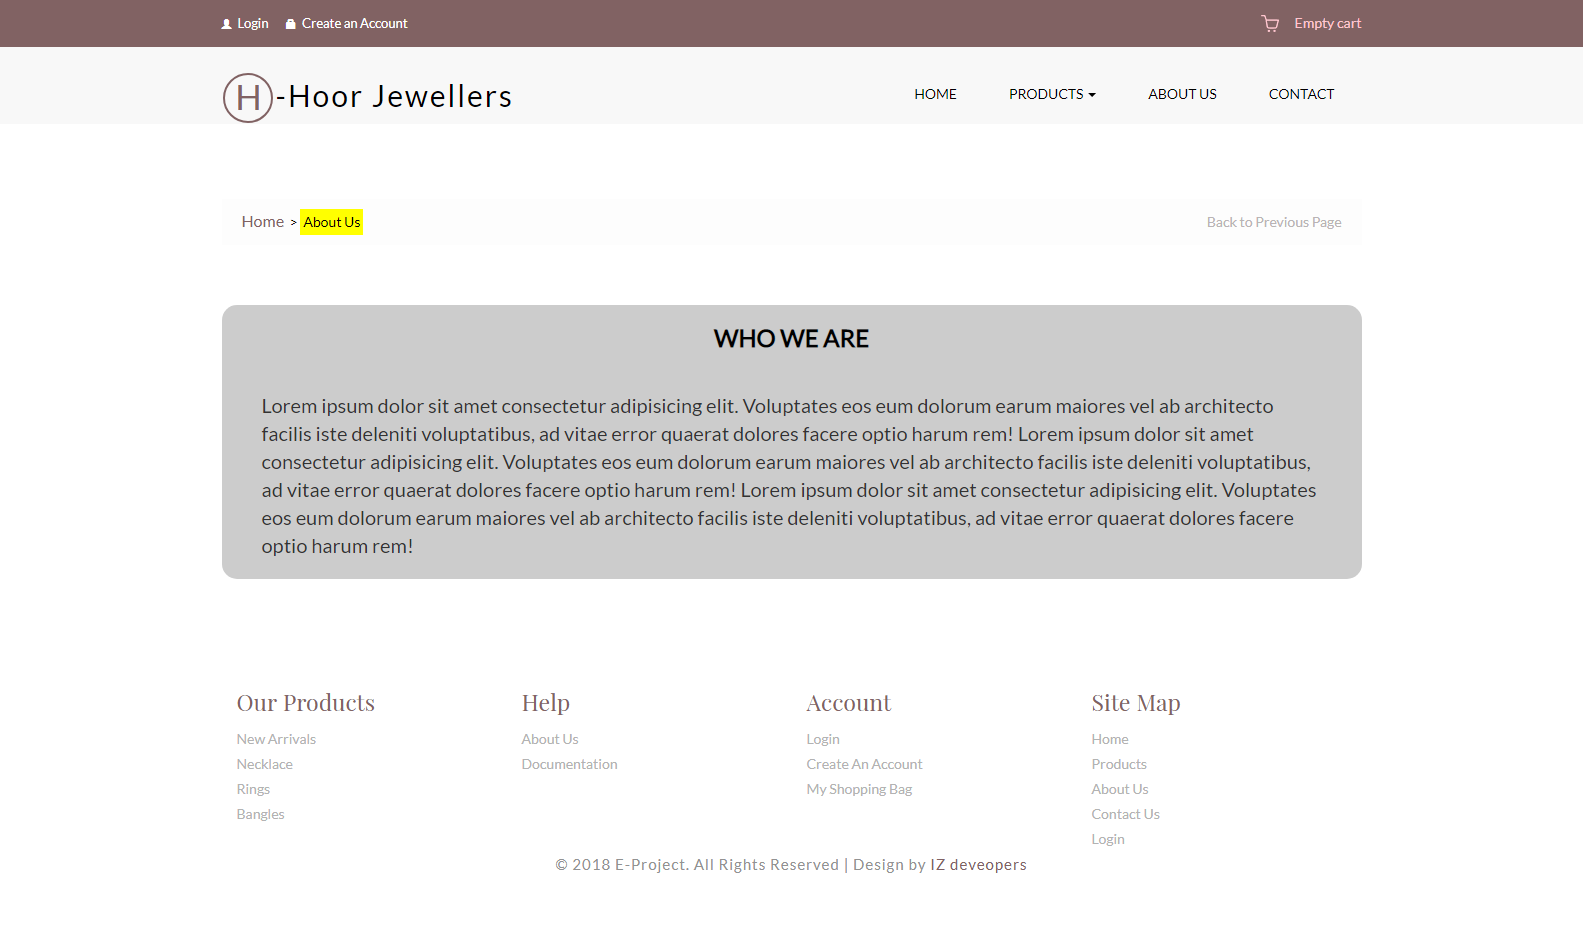 Login Create an Account Empty cart
H-Hoor Jewellers HOME PRODUCTS ABOUT US CONTACT
Home > About Us Back to Previous Page
WHO WE ARE
Lorem ipsum dolor sit amet consectetur adipisicing elit. Voluptates eos eum dolorum earum maiores vel ab architecto
facilis iste deleniti voluptatibus, ad vitae error quaerat dolores facere optio harum rem! Lorem ipsum dolor sit amet
consectetur adipisicing elit. Voluptates eos eum dolorum earum maiores vel ab architecto facilis iste deleniti voluptatibus,
ad vitae error quaerat dolores facere optio harum rem! Lorem ipsum dolor sit amet consectetur adipisicing elit. Voluptates
eos eum dolorum earum maiores vel ab architecto facilis iste deleniti voluptatibus, ad vitae error quaerat dolores facere
optio harum rem!
Our Products
New Arrivals
Necklace
Rings
Bangles
Help
About Us
Documentation
Account
Login
Create An Account
My Shopping Bag
Site Map
Home
Products
About Us
Contact Us
Login
© 2018 E-Project. All Rights Reserved | Design by IZ deveopers